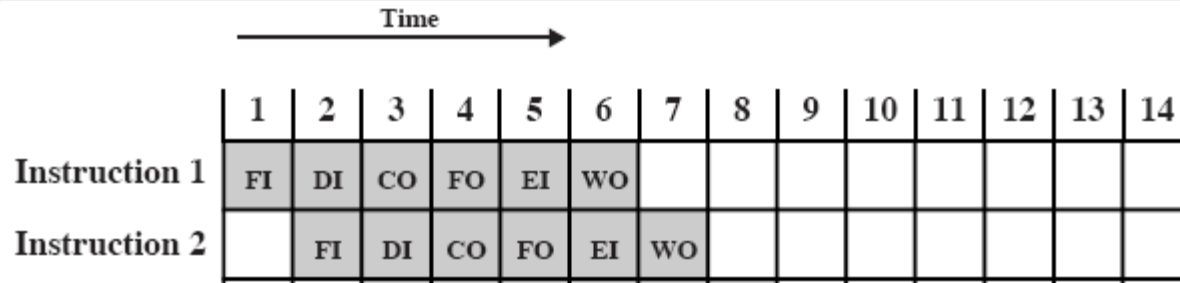 Time
1 2 3 4 5 6 7 8 9 10 11 12 13 14
Instruction 1 FI DI CO FO EI WO
Instruction 2 FI DI CO FO EI WO